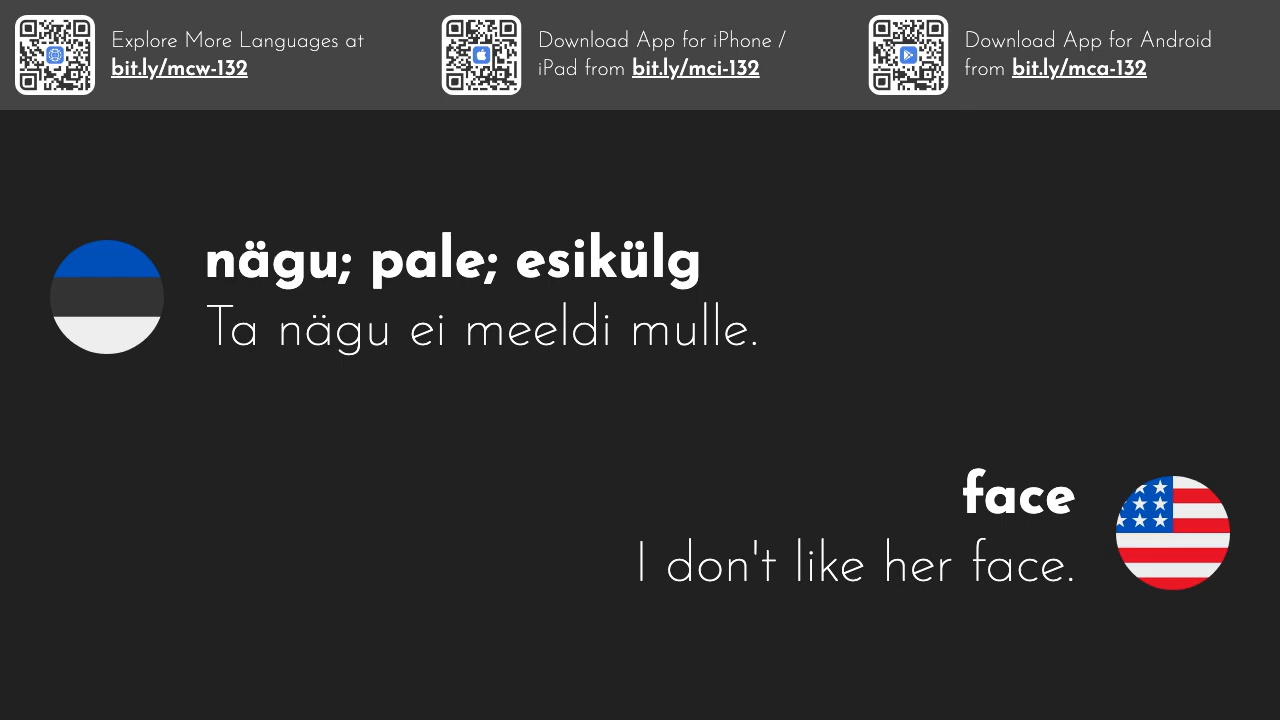 Explore More Languages at
bit.ly/mcw-132
Download App for iPhone /
iPad from bit.ly/mci-132
Download App for Android
from bit.ly/mca-132
nägu; pale; esikülg
Ta nägu ei meeldi mulle.
face
I don't like her face.